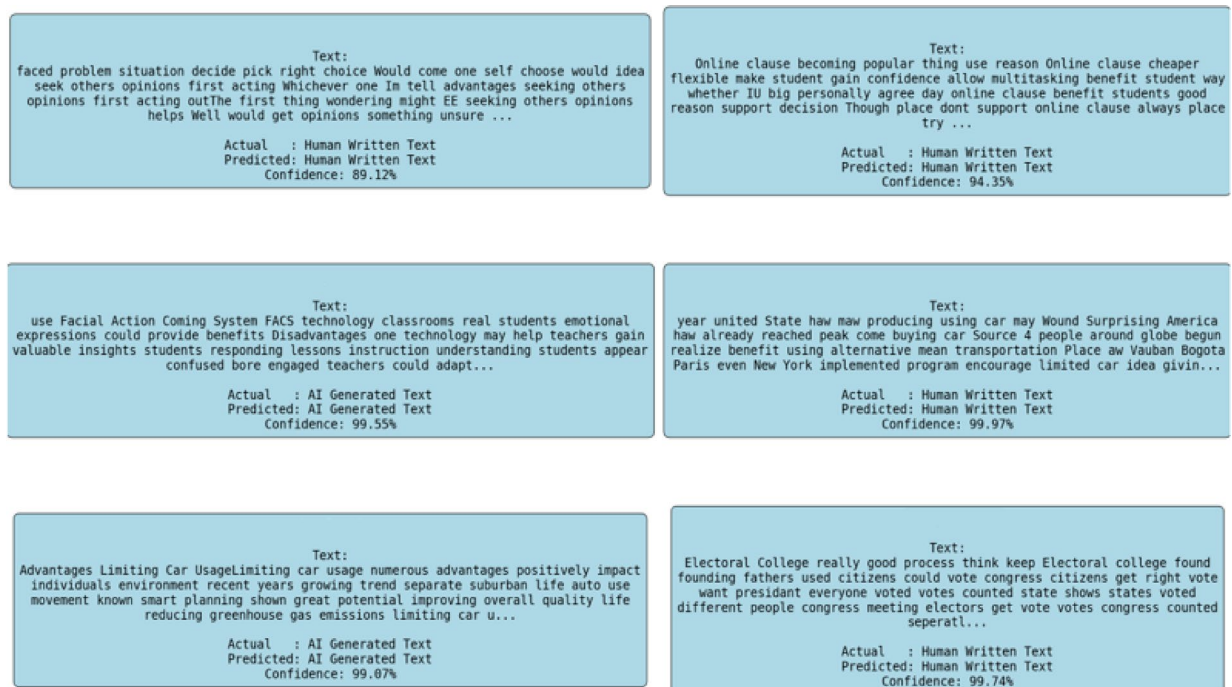 Text:
faced problem situation decide pick right choice Would come one self choose would idea
seek others opinions first acting Whichever one Im tell advantages seeking others
opinions first acting outThe first thing wondering might EE seeking others opinions
helps Well would get opinions something unsure ...
Actual   : Human Written Text
Predicted: Human Written Text
Confidence: 89.12%
Text:
Online clause becoming popular thing use reason Online clause cheaper
flexible make student gain confidence allow multitasking benefit student way
whether IU big personally agree day online clause benefit students good
reason support decision Though place dont support online clause always place
try ...
Actual   : Human Written Text
Predicted: Human Written Text
Confidence: 94.35%
Text:
use Facial Action Coming System FACS technology classrooms real students emotional
expressions could provide benefits Disadvantages one technology may help teachers gain
valuable insights students responding lessons instruction understanding students appear
confused bore engaged teachers could adapt...
Actual   : AI Generated Text
Predicted: AI Generated Text
Confidence: 99.55%
Text:
year united State haw maw producing using car may Wound Surprising America
haw already reached peak come buying car Source 4 people around globe begun
realize benefit using alternative mean transportation Place aw Vauban Bogota
Paris even New York implemented program encourage limited car idea givin...
Actual   : Human Written Text
Predicted: Human Written Text
Confidence: 99.97%
Text:
Advantages Limiting Car UsageLimiting car usage numerous advantages positively impact
individuals environment recent years growing trend separate suburban life auto use
movement known smart planning shown great potential improving overall quality life
reducing greenhouse gas emissions limiting car u...
Actual   : AI Generated Text
Predicted: AI Generated Text
Confidence: 99.07%
Text:
Electoral College really good process think keep Electoral college found
founding fathers used citizens could vote congress citizens get right vote
want presidant everyone voted votes counted state shows states voted
different people congress meeting electors get vote votes congress counted
seperatl...
Actual   : Human Written Text
Predicted: Human Written Text
Confidence: 99.74%